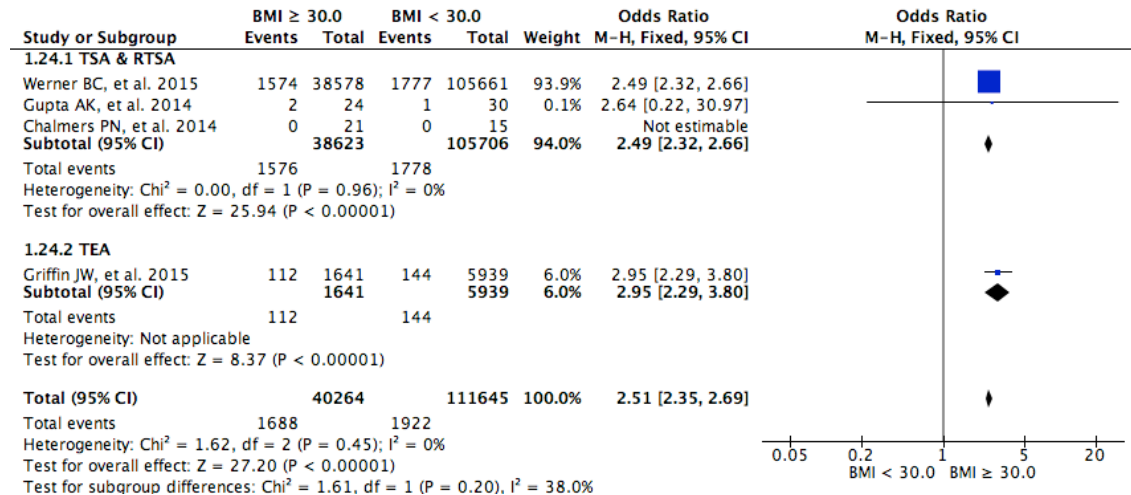 BMI ≥ 30.0 BMI < 30.0 Odds Ratio Odds Ratio
Study or Subgroup Events Total Events Total Weight M-H, Fixed, 95% CI M-H, Fixed, 95% CI
1.24.1 TSA & RTSA
Werner BC, et al. 2015 1574 38578 1777 105661 93.9% 2.49 [2.32, 2.66]
Gupta AK, et al. 2014 2 24 1 30 0.1% 2.64 [0.22, 30.97]
Chalmers PN, et al. 2014 0 21 0 15 Not estimable
Subtotal (95% CI) 38623 105706 94.0% 2.49 [2.32, 2.66]
Total events 1576 1778
Heterogeneity: Chi² = 0.00, df = 1 (P = 0.96); I² = 0%
Test for overall effect: Z = 25.94 (P < 0.00001)
1.24.2 TEA
Griffin JW, et al. 2015 112 1641 144 5939 6.0% 2.95 [2.29, 3.80]
Subtotal (95% CI) 1641 5939 6.0% 2.95 [2.29, 3.80]
Total events 112 144
Heterogeneity: Not applicable
Test for overall effect: Z = 8.37 (P < 0.00001)
Total (95% CI) 40264 111645 100.0% 2.51 [2.35, 2.69]
Total events 1688 1922
Heterogeneity: Chi² = 1.62, df = 2 (P = 0.45); I² = 0%
Test for overall effect: Z = 27.20 (P < 0.00001)
Test for subgroup differences: Chi² = 1.61, df = 1 (P = 0.20), I² = 38.0%
0.05 0.2 1 5 20
BMI < 30.0 BMI ≥ 30.0